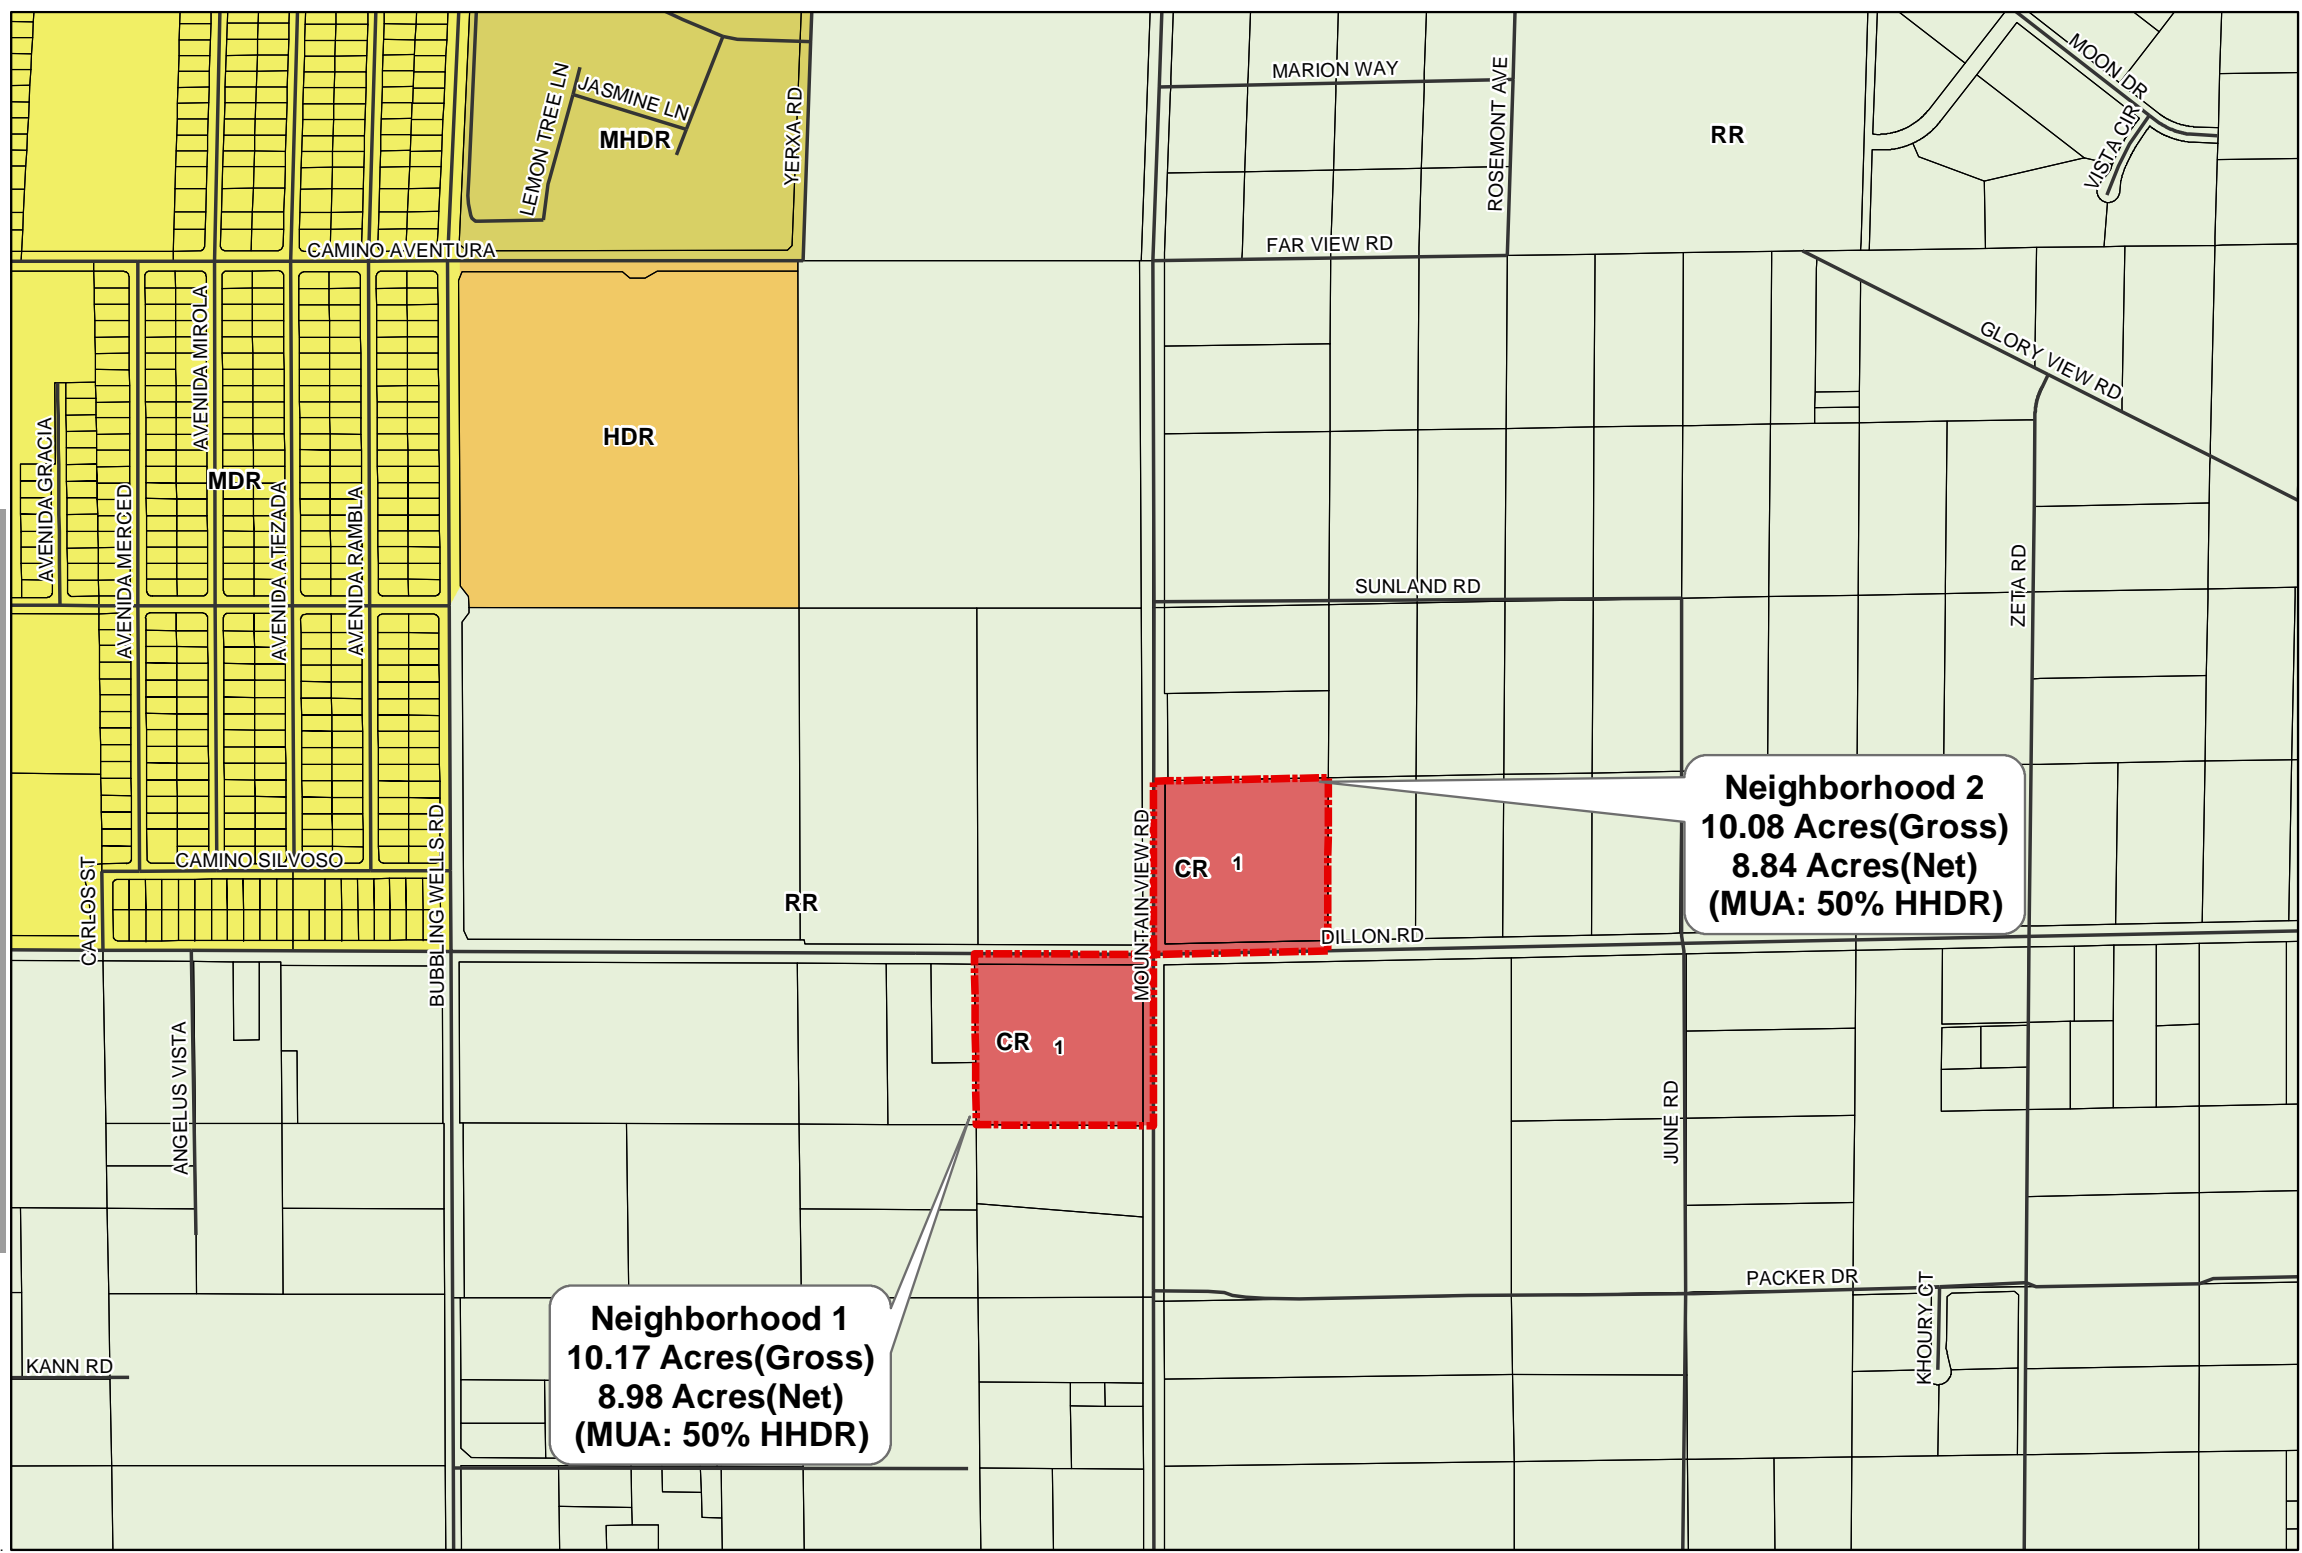 MOON DR
MARION WAY
ROSEMONT AVE
LEMON TREE LN
JASMINE LN
YERXA RD
MHDR
RR
VISTA CIR
CAMINO AVENTURA
FAR VIEW RD
GLORY VIEW RD
AVENIDA MIROLA
HDR
AVENIDA GRACIA
MDR
AVENIDA MERCED
AVENIDA ATEZADA
AVENIDA RAMBLA
SUNLAND RD
ZETA RD
Neighborhood 2
10.08 Acres(Gross)
8.84 Acres(Net)
(MUA: 50% HHDR)
CAMINO SILVOSO
CARLOS ST
BUBBLING WELLS RD
RR
MOUNTAIN VIEW RD
CR 1
DILLON RD
CR 1
ANGELUS VISTA
JUNE RD
PACKER DR
KHOURY CT
Neighborhood 1
10.17 Acres(Gross)
8.98 Acres(Net)
(MUA: 50% HHDR)
KANN RD